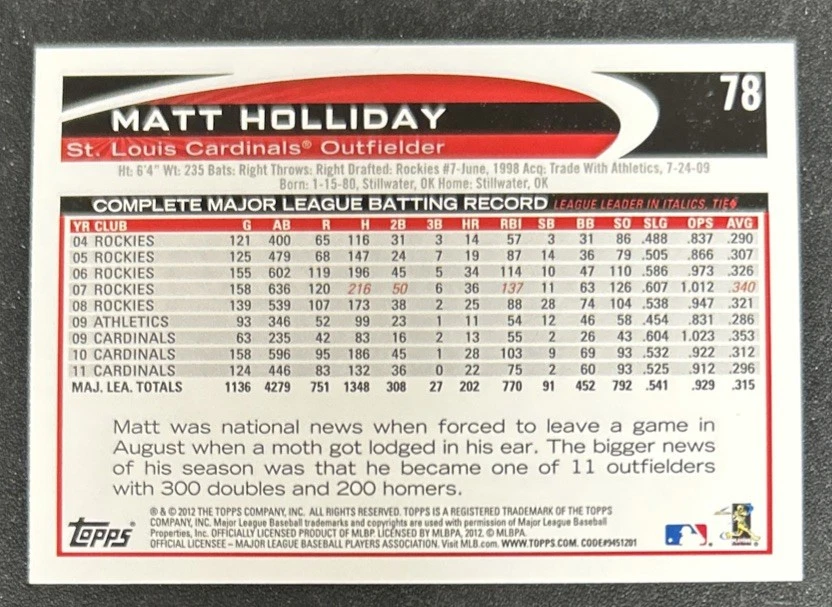 78
MATT HOLLIDAY
St. Louis Cardinals® Outfielder
Ht: 6'4" Wt: 235 Bats: Right Throws: Right Drafted: Rockies #7-June, 1998 Acq: Trade With Athletics, 7-24-09
Born: 1-15-80, Stillwater, OK Home: Stillwater, OK
COMPLETE MAJOR LEAGUE BATTING RECORD LEAGUE LEADER IN ITALICS, TIE♦
YR CLUB G AB R H 2B 3B HR RBI SB BB SO SLG OPS AVG
04 ROCKIES 121 400 65 116 31 3 14 57 3 31 86 .488 .837 .290
05 ROCKIES 125 479 68 147 24 7 19 87 14 36 79 .505 .866 .307
06 ROCKIES 155 602 119 196 45 5 34 114 10 47 110 .586 .973 .326
07 ROCKIES 158 636 120 216 50 6 36 137 11 63 126 .607 1.012 .340
08 ROCKIES 139 539 107 173 38 2 25 88 28 74 104 .538 .947 .321
09 ATHLETICS 93 346 52 99 23 1 11 54 12 46 58 .454 .831 .286
09 CARDINALS 63 235 42 83 16 2 13 55 2 26 43 .604 1.023 .353
10 CARDINALS 158 596 95 186 45 1 28 103 9 69 93 .532 .922 .312
11 CARDINALS 124 446 83 132 36 0 22 75 2 60 93 .525 .912 .296
MAJ. LEA. TOTALS 1136 4279 751 1348 308 27 202 770 91 452 792 .541 .929 .315
Matt was national news when forced to leave a game in
August when a moth got lodged in his ear. The bigger news
of his season was that he became one of 11 outfielders
with 300 doubles and 200 homers.
TOPPS®
® & © 2012 THE TOPPS COMPANY, INC. ALL RIGHTS RESERVED. TOPPS IS A REGISTERED TRADEMARK OF THE TOPPS
COMPANY, INC. Major League Baseball trademarks and copyrights are used with permission of Major League Baseball
Properties, Inc. OFFICIALLY LICENSED PRODUCT OF MLBP. LICENSED BY MLBPA, 2012. © MLBPA.
OFFICIAL LICENSEE – MAJOR LEAGUE BASEBALL PLAYERS ASSOCIATION. Visit MLB.com. WWW.TOPPS.COM. CODE#9451201